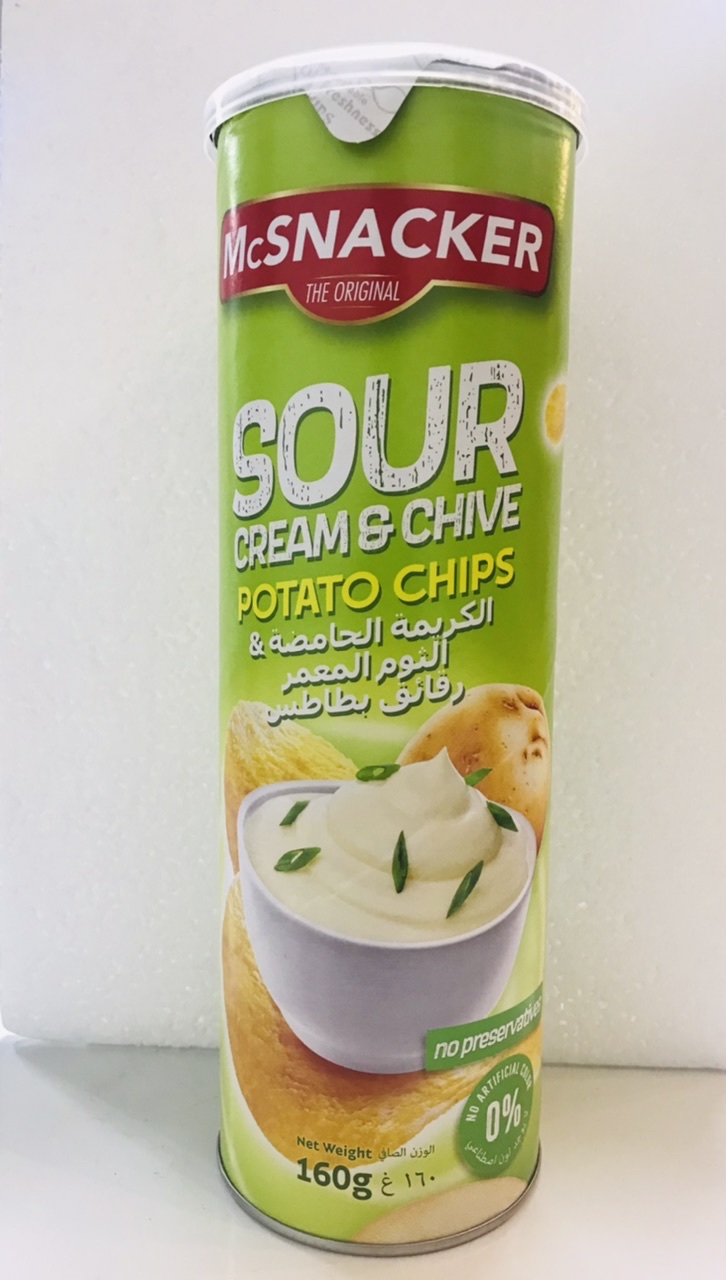 freshness
McSNACKER
THE ORIGINAL
SOUR
CREAM & CHIVE
POTATO CHIPS
الكريمة الحامضة &
الثوم المعمر
رقائق بطاطس
no preservatives
NO ARTIFICIAL COLOR
0%
Net Weight الوزن الصافي
160g ١٦٠ غ